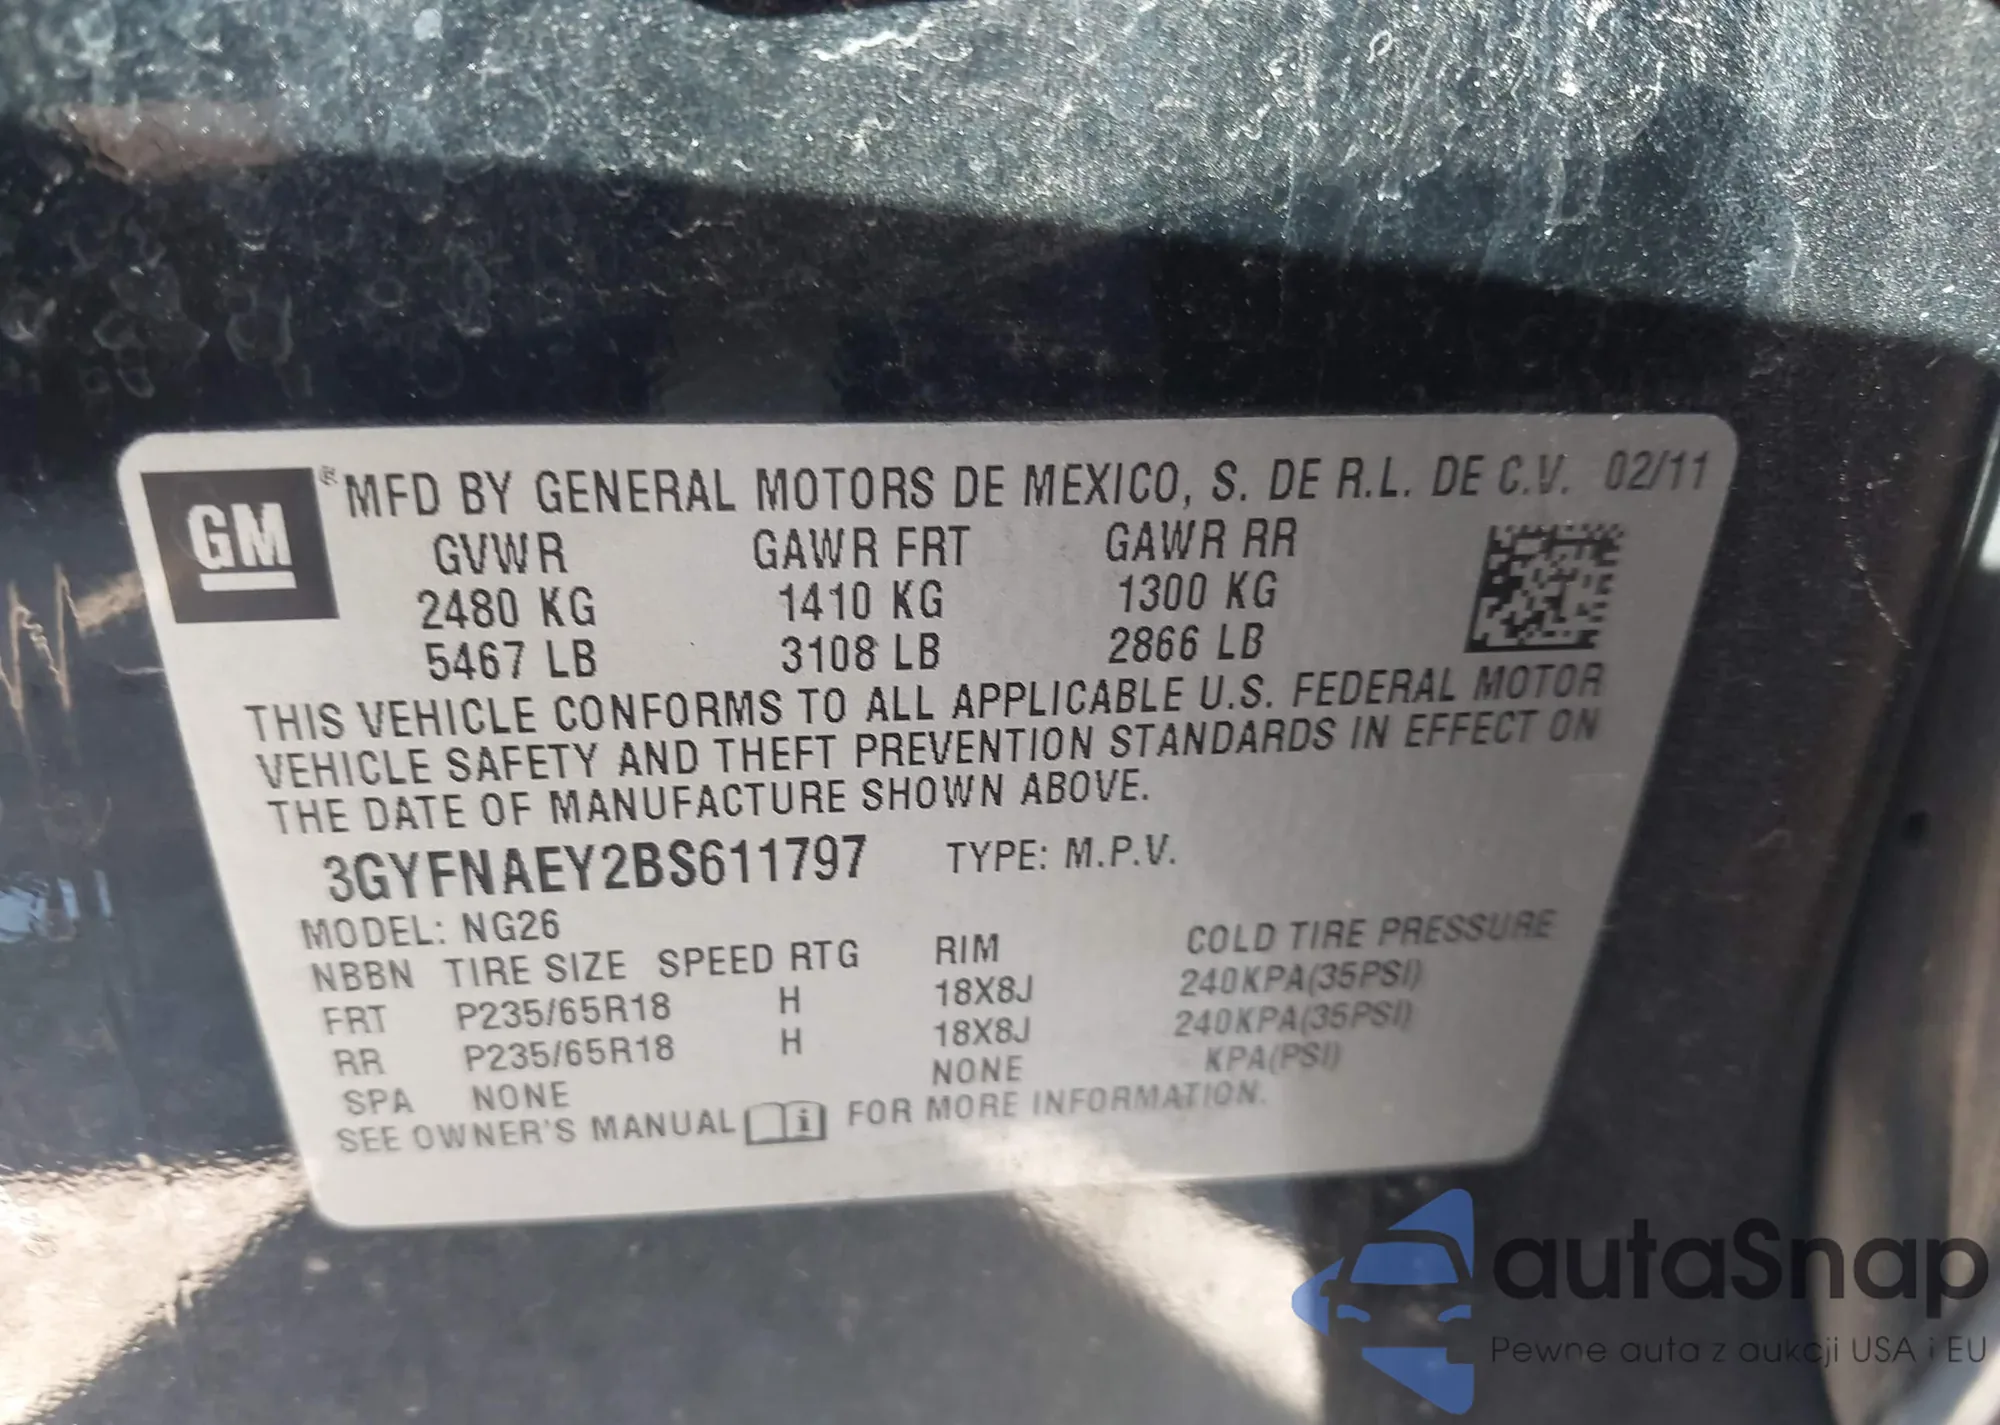 GM
® MFD BY GENERAL MOTORS DE MEXICO, S. DE R.L. DE C.V. 02/11
GVWR GAWR FRT GAWR RR
2480 KG 1410 KG 1300 KG
5467 LB 3108 LB 2866 LB
THIS VEHICLE CONFORMS TO ALL APPLICABLE U.S. FEDERAL MOTOR
VEHICLE SAFETY AND THEFT PREVENTION STANDARDS IN EFFECT ON
THE DATE OF MANUFACTURE SHOWN ABOVE.
3GYFNAEY2BS611797 TYPE: M.P.V.
MODEL: NG26
NBBN TIRE SIZE SPEED RTG RIM COLD TIRE PRESSURE
FRT P235/65R18 H 18X8J 240KPA(35PSI)
RR P235/65R18 H 18X8J 240KPA(35PSI)
SPA NONE NONE KPA(PSI)
SEE OWNER'S MANUAL i FOR MORE INFORMATION.
autaSnap
Pewne auta z aukcji USA i EU